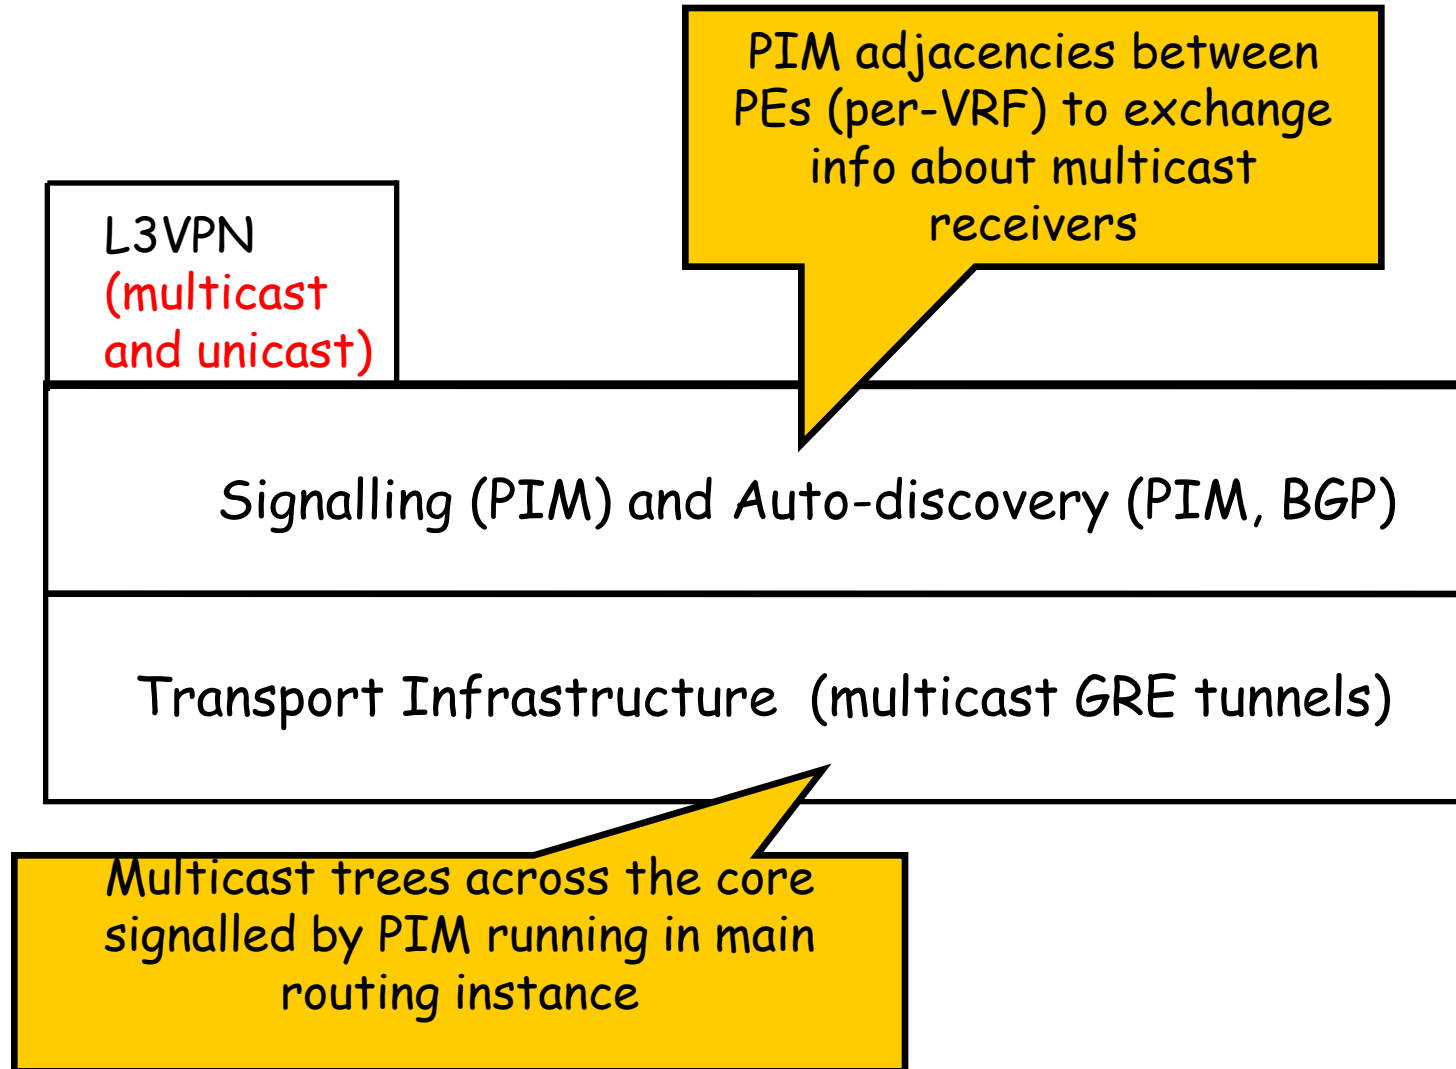 PIM adjacencies between
PEs (per-VRF) to exchange
info about multicast
receivers
L3VPN
(multicast
and unicast)
Signalling (PIM) and Auto-discovery (PIM, BGP)
Transport Infrastructure (multicast GRE tunnels)
Multicast trees across the core
signalled by PIM running in main
routing instance